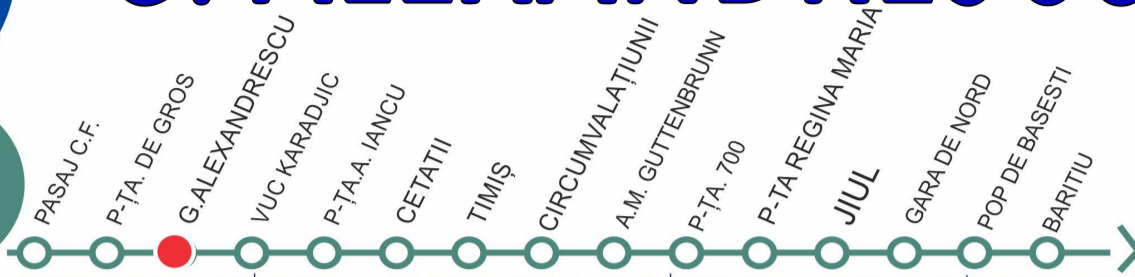 PASAJ C.F.
P-ȚA. DE GROS
G.ALEXANDRESCU
VUC KARADJIC
P-ȚA.A. IANCU
CETATII
TIMIȘ
CIRCUMVALAȚIUNII
A.M. GUTTENBRUNN
P-ȚA. 700
P-TA REGINA MARIA
JIUL
GARA DE NORD
POP DE BASESTI
BARITIU